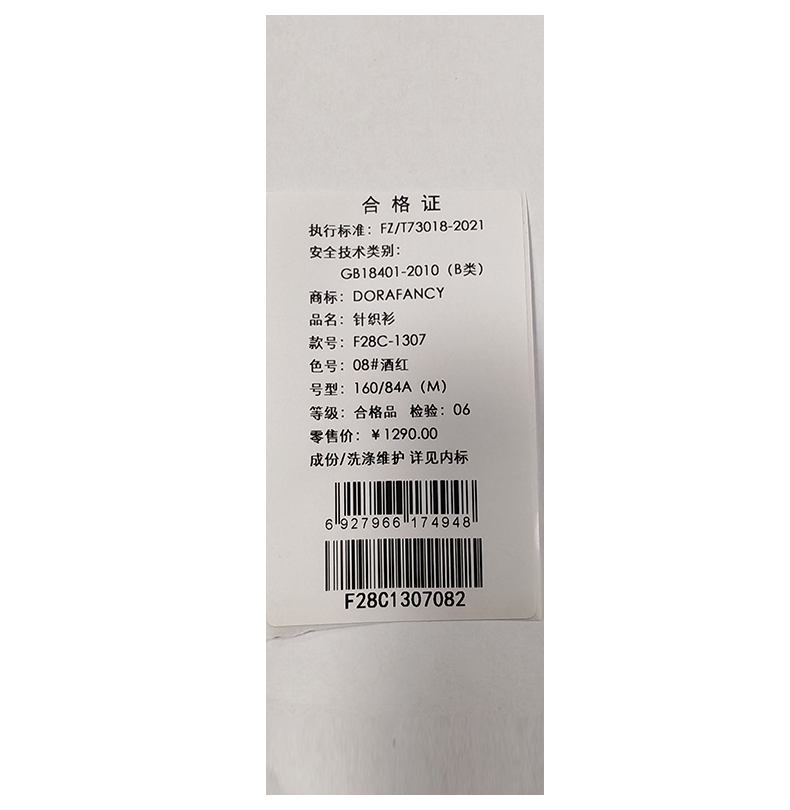 合格证
执行标准：FZ/T73018-2021
安全技术类别：
GB18401-2010（B类）
商标：DORAFANCY
品名：针织衫
款号：F28C-1307
色号：08#酒红
号型：160/84A（M）
等级：合格品 检验：06
零售价：￥1290.00
成份/洗涤维护 详见内标
6 927966 174948
F28C1307082